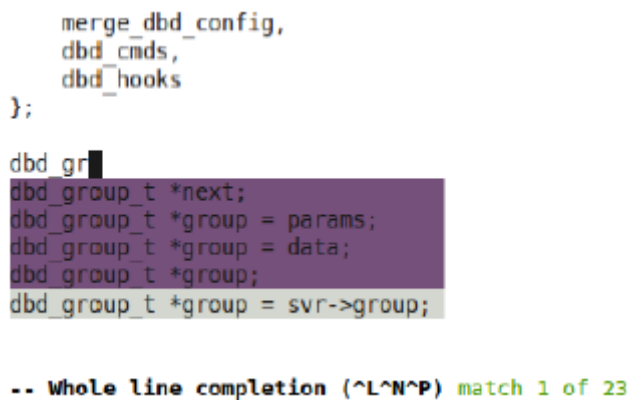 merge_dbd_config,
dbd_cmds,
dbd_hooks
};
dbd_gr
dbd_group_t *next;
dbd_group_t *group = params;
dbd_group_t *group = data;
dbd_group_t *group;
dbd_group_t *group = svr->group;
-- Whole line completion (^L^N^P) match 1 of 23